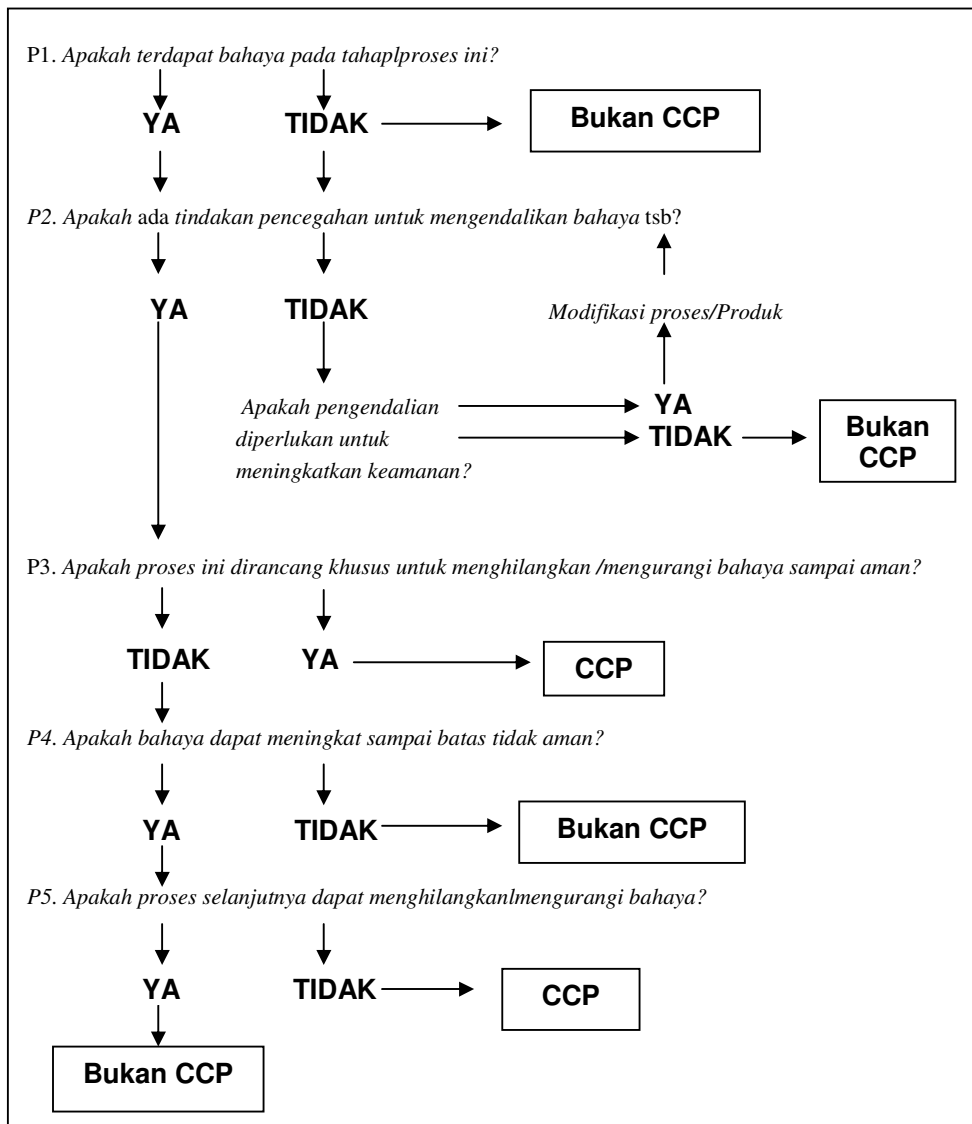 P1. Apakah terdapat bahaya pada tahaplproses ini?
YA TIDAK Bukan CCP
P2. Apakah ada tindakan pencegahan untuk mengendalikan bahaya tsb?
YA TIDAK Modifikasi proses/Produk
Apakah pengendalian YA
diperlukan untuk TIDAK Bukan
CCP
meningkatkan keamanan?
P3. Apakah proses ini dirancang khusus untuk menghilangkan /mengurangi bahaya sampai aman?
TIDAK YA CCP
P4. Apakah bahaya dapat meningkat sampai batas tidak aman?
YA TIDAK Bukan CCP
P5. Apakah proses selanjutnya dapat menghilangkanlmengurangi bahaya?
YA TIDAK CCP
Bukan CCP